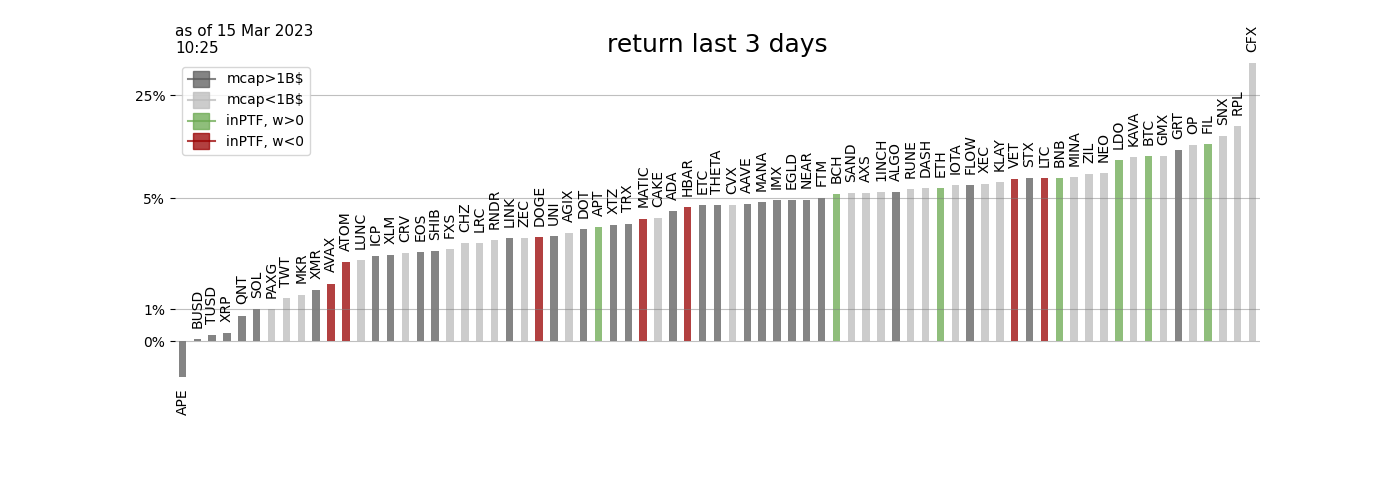 as of 15 Mar 2023
10:25
return last 3 days
mcap>1B$
mcap<1B$
inPTF, w>0
inPTF, w<0
25%
5%
1%
0%
APE
BUSD
TUSD
XRP
QNT
SOL
PAXG
TWT
MKR
XMR
AVAX
ATOM
LUNC
ICP
XLM
CRV
EOS
SHIB
FXS
CHZ
LRC
RNDR
LINK
ZEC
DOGE
UNI
AGIX
DOT
APT
XTZ
TRX
MATIC
CAKE
ADA
HBAR
ETC
THETA
CVX
AAVE
MANA
IMX
EGLD
NEAR
FTM
BCH
SAND
AXS
1INCH
ALGO
RUNE
DASH
ETH
IOTA
FLOW
XEC
KLAY
VET
STX
LTC
BNB
MINA
ZIL
NEO
LDO
KAVA
BTC
GMX
GRT
OP
FIL
SNX
RPL
CFX